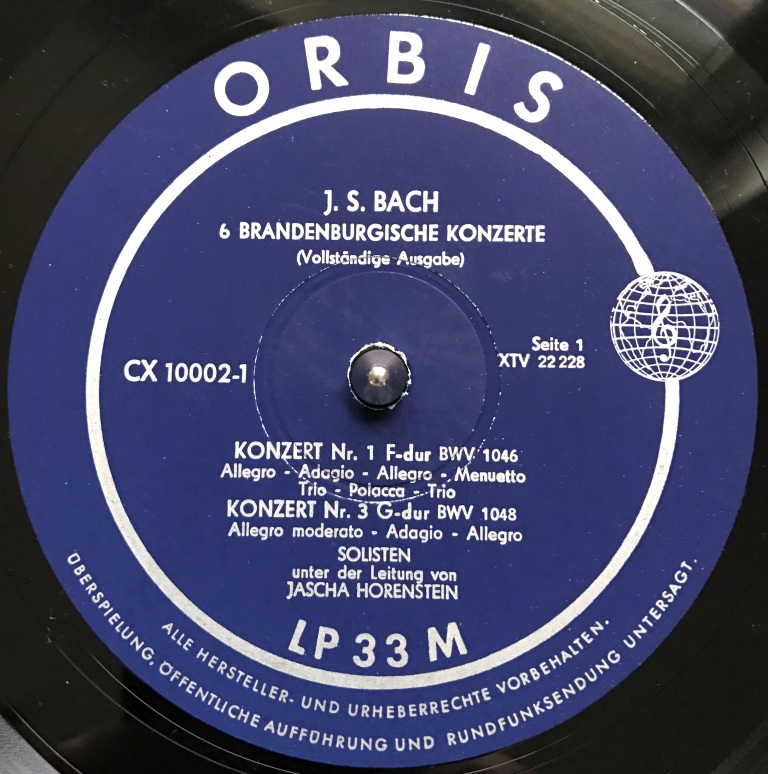 ORBIS
J. S. BACH
6 BRANDENBURGISCHE KONZERTE
(Vollständige Ausgabe)
CX 10002-1
Seite 1
XTV 22 228
KONZERT Nr. 1 F-dur BWV 1046
Allegro - Adagio - Allegro - Menuetto
Trio - Polacca - Trio
KONZERT Nr. 3 G-dur BWV 1048
Allegro moderato - Adagio - Allegro
SOLISTEN
unter der Leitung von
JASCHA HORENSTEIN
LP 33 M
ALLE HERSTELLER- UND URHEBERRECHTE VORBEHALTEN.
ÜBERSPIELUNG, ÖFFENTLICHE AUFFÜHRUNG UND RUNDFUNKSENDUNG UNTERSAGT.